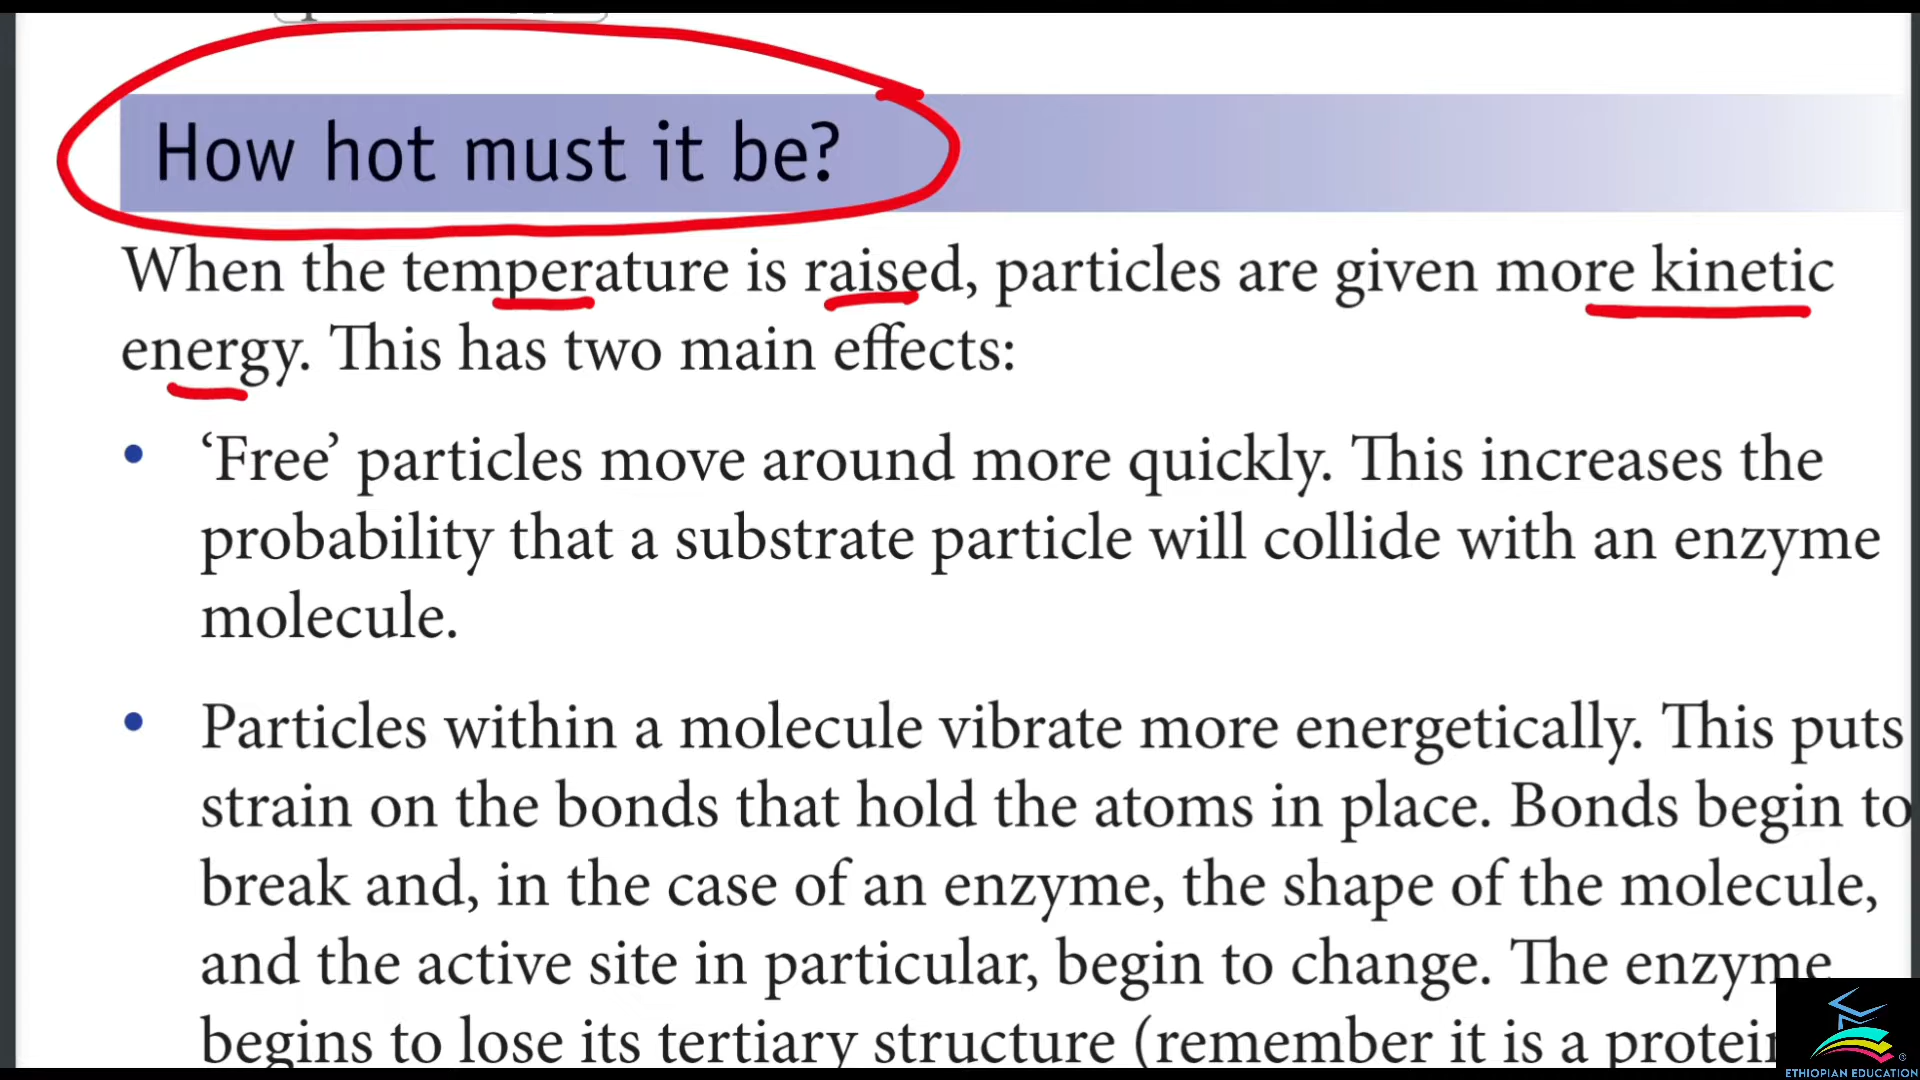 How hot must it be?
When the temperature is raised, particles are given more kinetic
energy. This has two main effects:
• ‘Free’ particles move around more quickly. This increases the
probability that a substrate particle will collide with an enzyme
molecule.
• Particles within a molecule vibrate more energetically. This puts
strain on the bonds that hold the atoms in place. Bonds begin to
break and, in the case of an enzyme, the shape of the molecule,
and the active site in particular, begin to change. The enzyme
begins to lose its tertiary structure (remember it is a protein
ETHIOPIAN EDUCATION